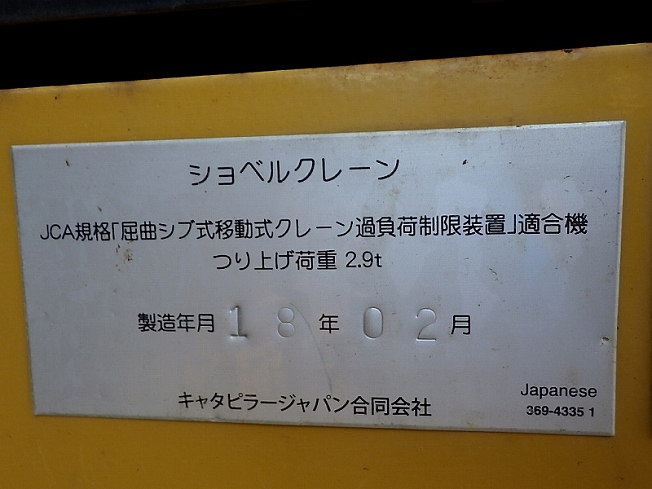 ショベルクレーン
JCA規格「屈曲ジブ式移動式クレーン過負荷制限装置」適合機
つり上げ荷重 2.9t
製造年月 18年 02月
キャタピラージャパン合同会社
Japanese
369-4335 1